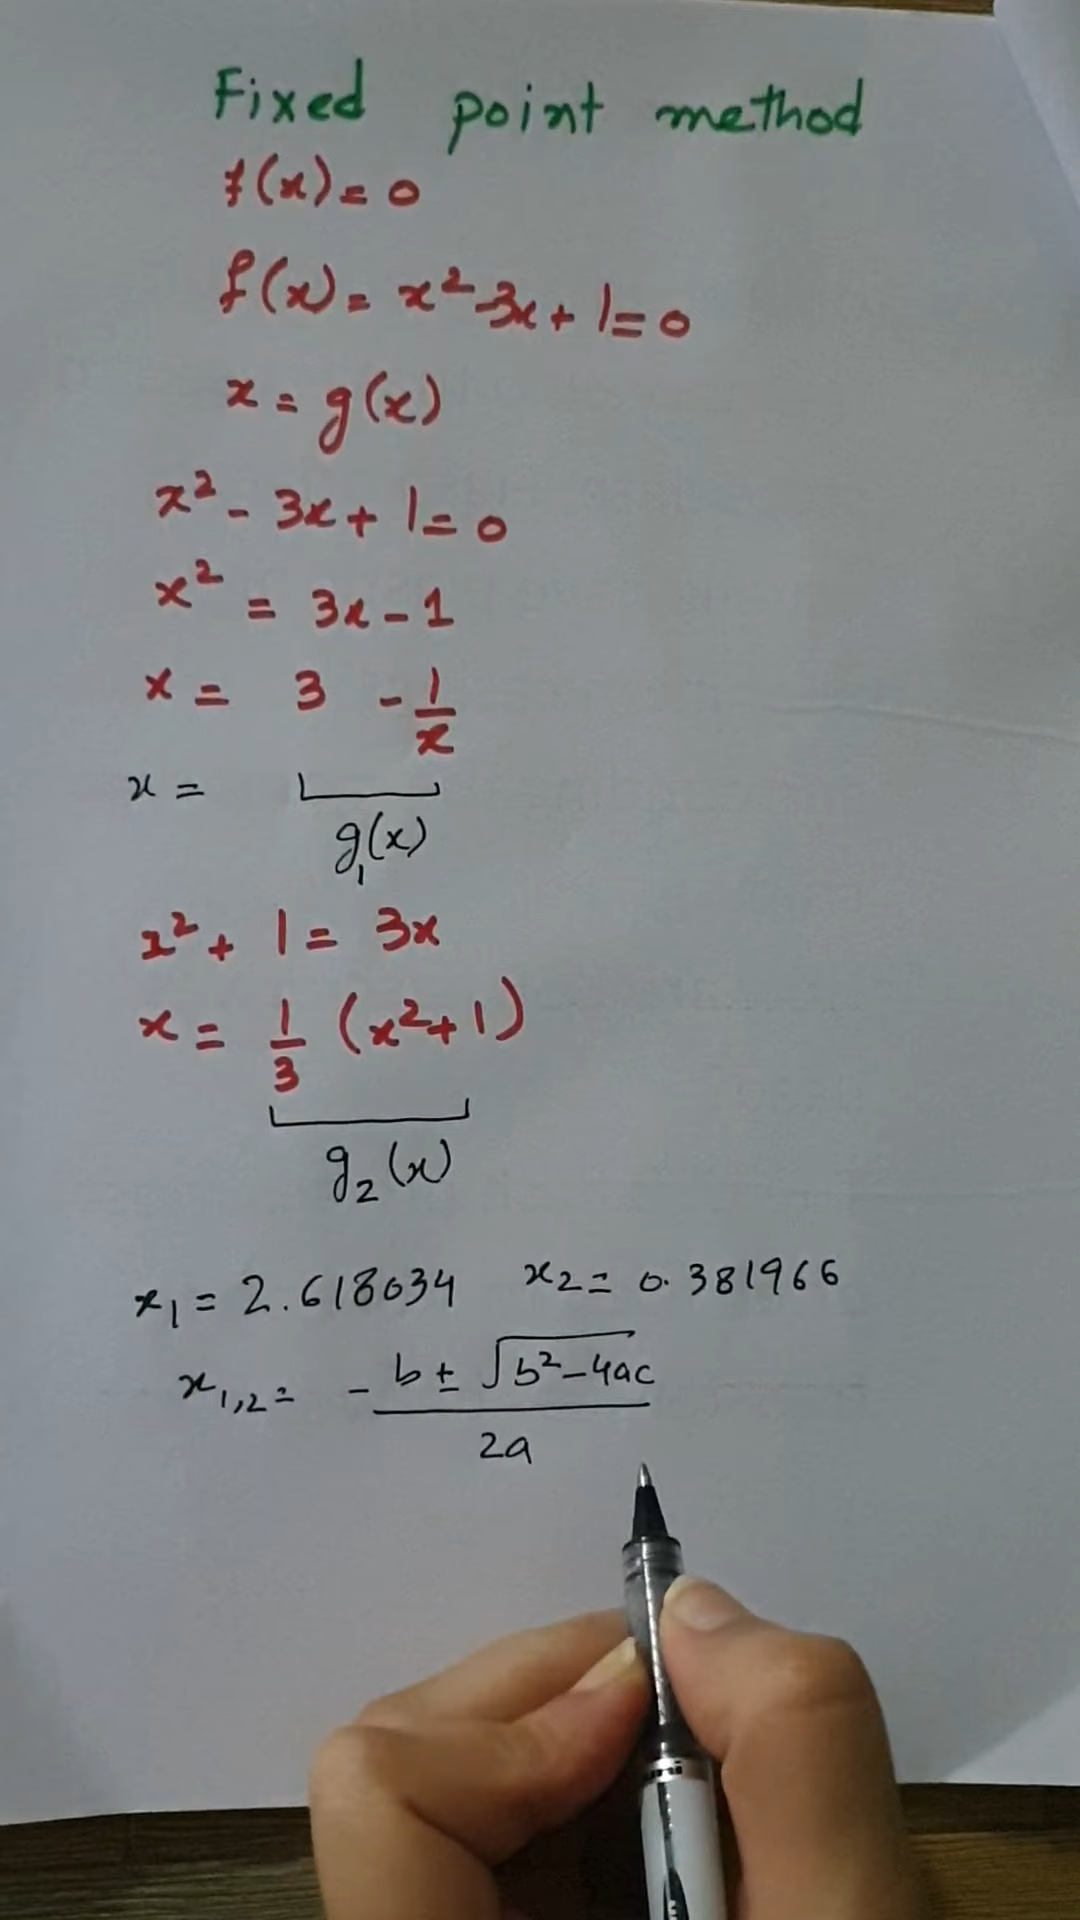 Fixed point method
f(x) = 0
f(x) = x² - 3x + 1 = 0
x = g(x)
x² - 3x + 1 = 0
x² = 3x - 1
x = 3 - 1/x
x =
g₁(x)
x² + 1 = 3x
x = 1/3 (x² + 1)
g₂(x)
x₁ = 2.618034 x₂ = 0.381966
x₁,₂ = - b ± √b² - 4ac / 2a
uni